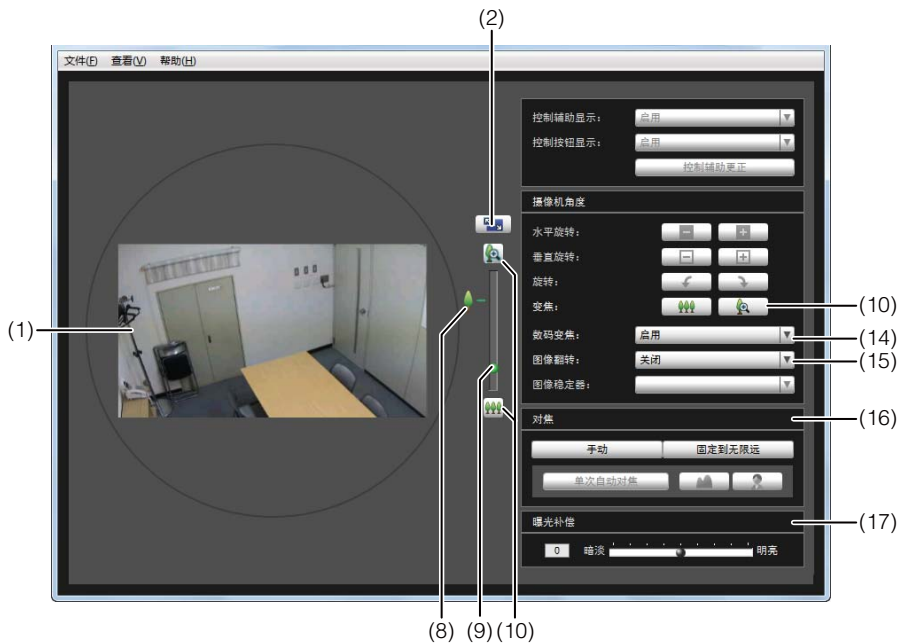 (2)
文件(F) 查看(V) 帮助(H)
控制辅助显示： 启用
控制按钮显示： 启用
控制辅助更正
摄像机角度
水平旋转：
垂直旋转：
旋转：
变焦：
(10)
(1)
数码变焦： 启用
(14)
图像翻转： 关闭
(15)
图像稳定器：
对焦
(16)
手动 固定到无限远
单次自动对焦
曝光补偿
(17)
0 暗淡 明亮
(8) (9) (10)